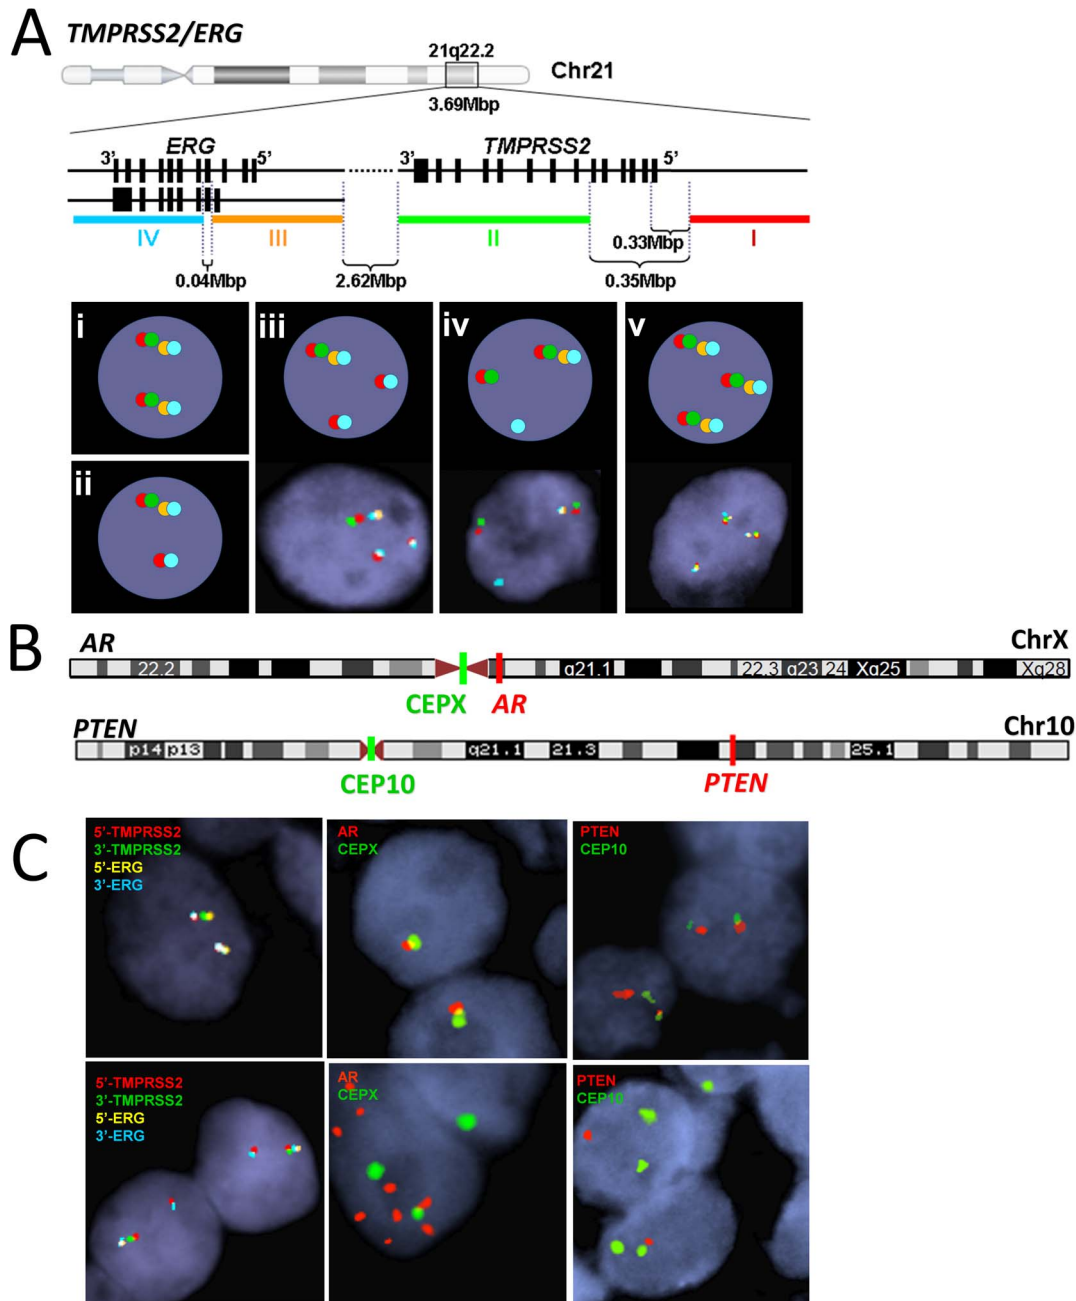 A
TMPRSS2/ERG
21q22.2
Chr21
3.69Mbp
3’ ERG 5’ 3’ TMPRSS2 5’
IV III II I
0.33Mbp
0.04Mbp 2.62Mbp 0.35Mbp
i iii iv v
ii
B
AR ChrX
22.2 q21.1 22.3 q23 24 Xq25 Xq28
CEPX AR
PTEN Chr10
p14 p13 q21.1 21.3 25.1
CEP10 PTEN
C
5’-TMPRSS2
3’-TMPRSS2
5’-ERG
3’-ERG
AR
CEPX
PTEN
CEP10
5’-TMPRSS2
3’-TMPRSS2
5’-ERG
3’-ERG
AR
CEPX
PTEN
CEP10